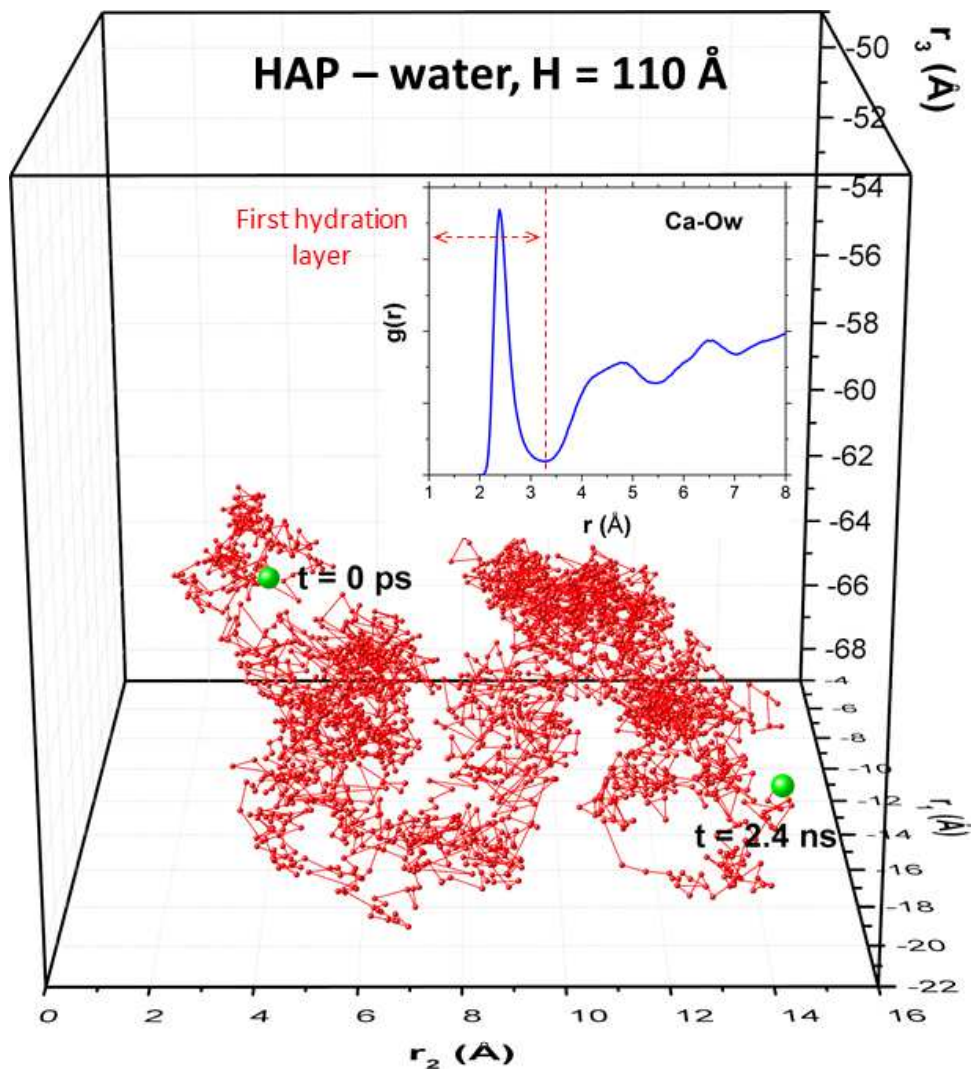 HAP – water, H = 110 Å
r3 (Å)
-50
-52
-54
-56
-58
-60
-62
-64
-66
-68
First hydration
layer
Ca-Ow
g(r)
1 2 3 4 5 6 7 8
r (Å)
t = 0 ps
t = 2.4 ns
-4
-6
-8
-10
-12
-14
-16
-18
-20
-22
r1 (Å)
0 2 4 6 8 10 12 14 16
r2 (Å)